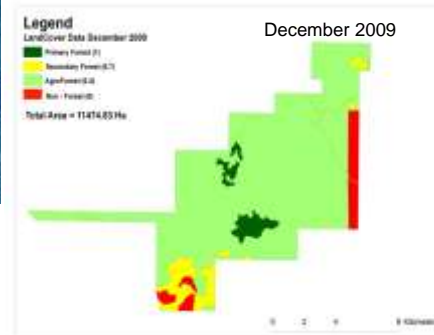 Legend
December 2009
LandCover Data December 2009
Primary Forest (1)
Secondary Forest (0.7)
AgroForest (0.4)
Non - Forest (0)
Total Area = 11474.83 Ha
0 2 4 8 Kilometers